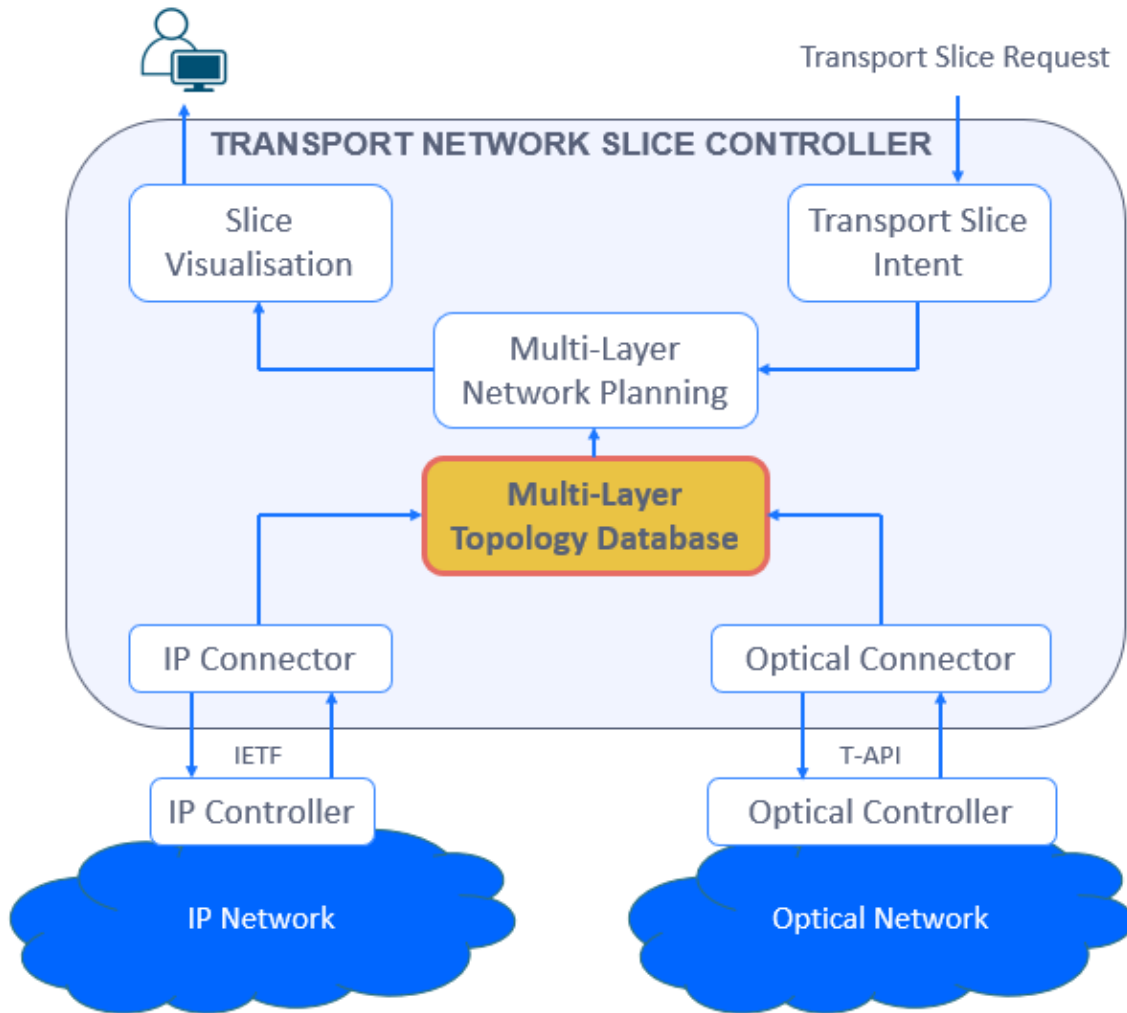 Transport Slice Request
TRANSPORT NETWORK SLICE CONTROLLER
Slice
Visualisation
Transport Slice
Intent
Multi-Layer
Network Planning
Multi-Layer
Topology Database
IP Connector
Optical Connector
IETF
T-API
IP Controller
Optical Controller
IP Network
Optical Network